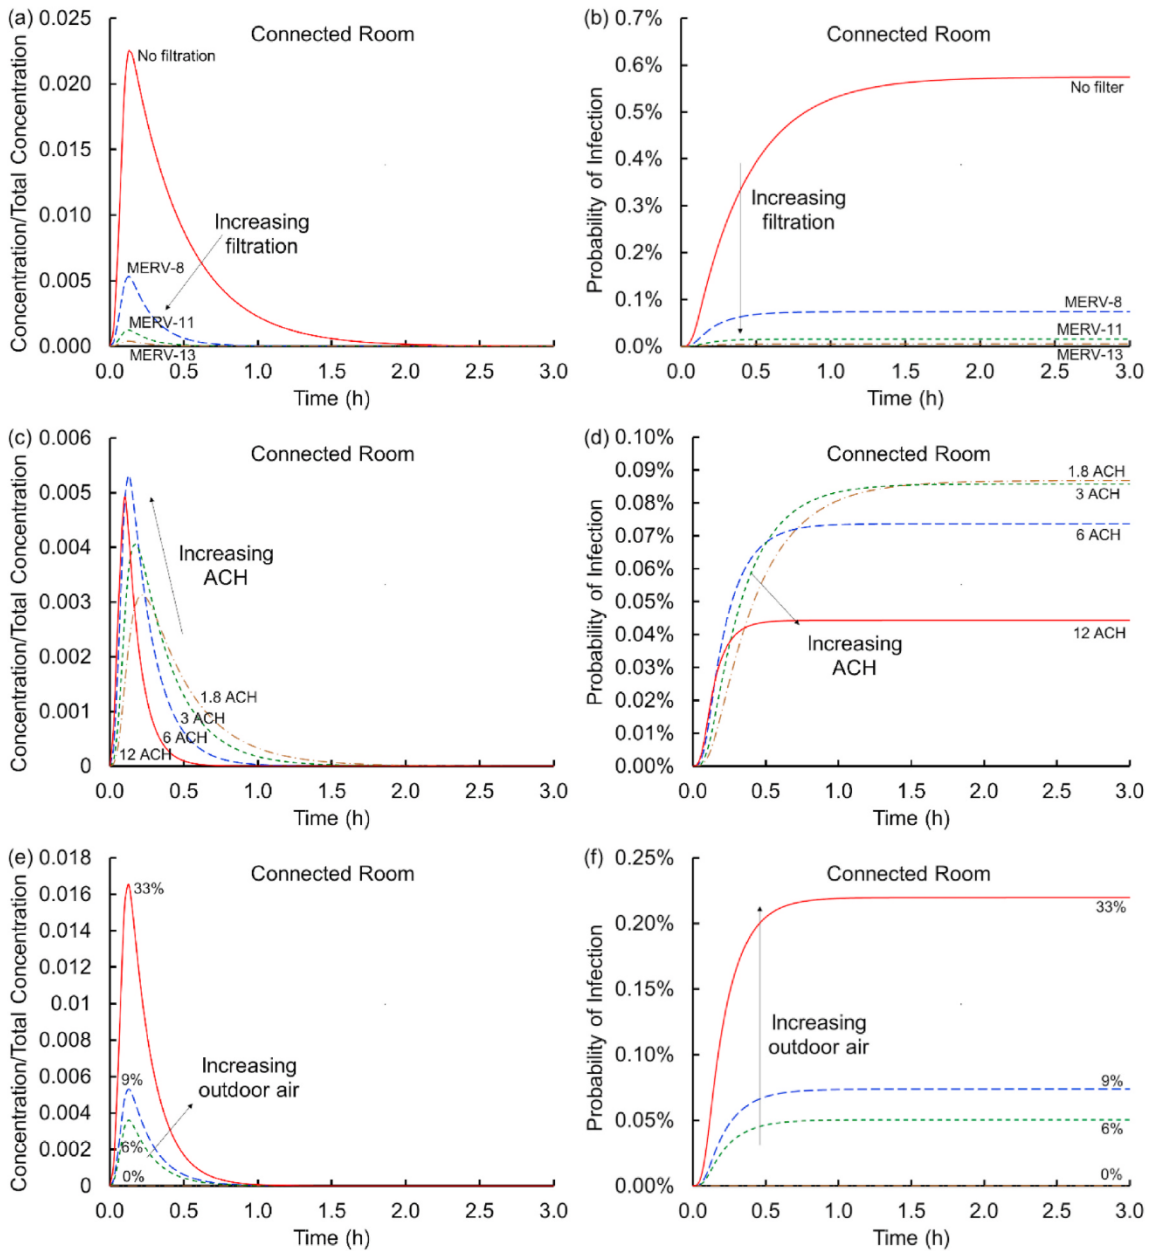 (a)
Concentration/Total Concentration
0.025
0.020
0.015
0.010
0.005
0.000
Connected Room
No filtration
Increasing
filtration
MERV-8
MERV-11
MERV-13
0.0 0.5 1.0 1.5 2.0 2.5 3.0
Time (h)
(b)
Probability of Infection
0.7%
0.6%
0.5%
0.4%
0.3%
0.2%
0.1%
0.0%
Connected Room
No filter
Increasing
filtration
MERV-8
MERV-11
MERV-13
0.0 0.5 1.0 1.5 2.0 2.5 3.0
Time (h)
(c)
Concentration/Total Concentration
0.006
0.005
0.004
0.003
0.002
0.001
0
Connected Room
Increasing
ACH
1.8 ACH
3 ACH
6 ACH
12 ACH
0.0 0.5 1.0 1.5 2.0 2.5 3.0
Time (h)
(d)
Probability of Infection
0.10%
0.09%
0.08%
0.07%
0.06%
0.05%
0.04%
0.03%
0.02%
0.01%
0.00%
Connected Room
1.8 ACH
3 ACH
6 ACH
Increasing
ACH
12 ACH
0.0 0.5 1.0 1.5 2.0 2.5 3.0
Time (h)
(e)
Concentration/Total Concentration
0.018
0.016
0.014
0.012
0.01
0.008
0.006
0.004
0.002
0
Connected Room
33%
Increasing
outdoor air
9%
6%
0%
0.0 0.5 1.0 1.5 2.0 2.5 3.0
Time (h)
(f)
Probability of Infection
0.25%
0.20%
0.15%
0.10%
0.05%
0.00%
Connected Room
33%
Increasing
outdoor air
9%
6%
0%
0.0 0.5 1.0 1.5 2.0 2.5 3.0
Time (h)